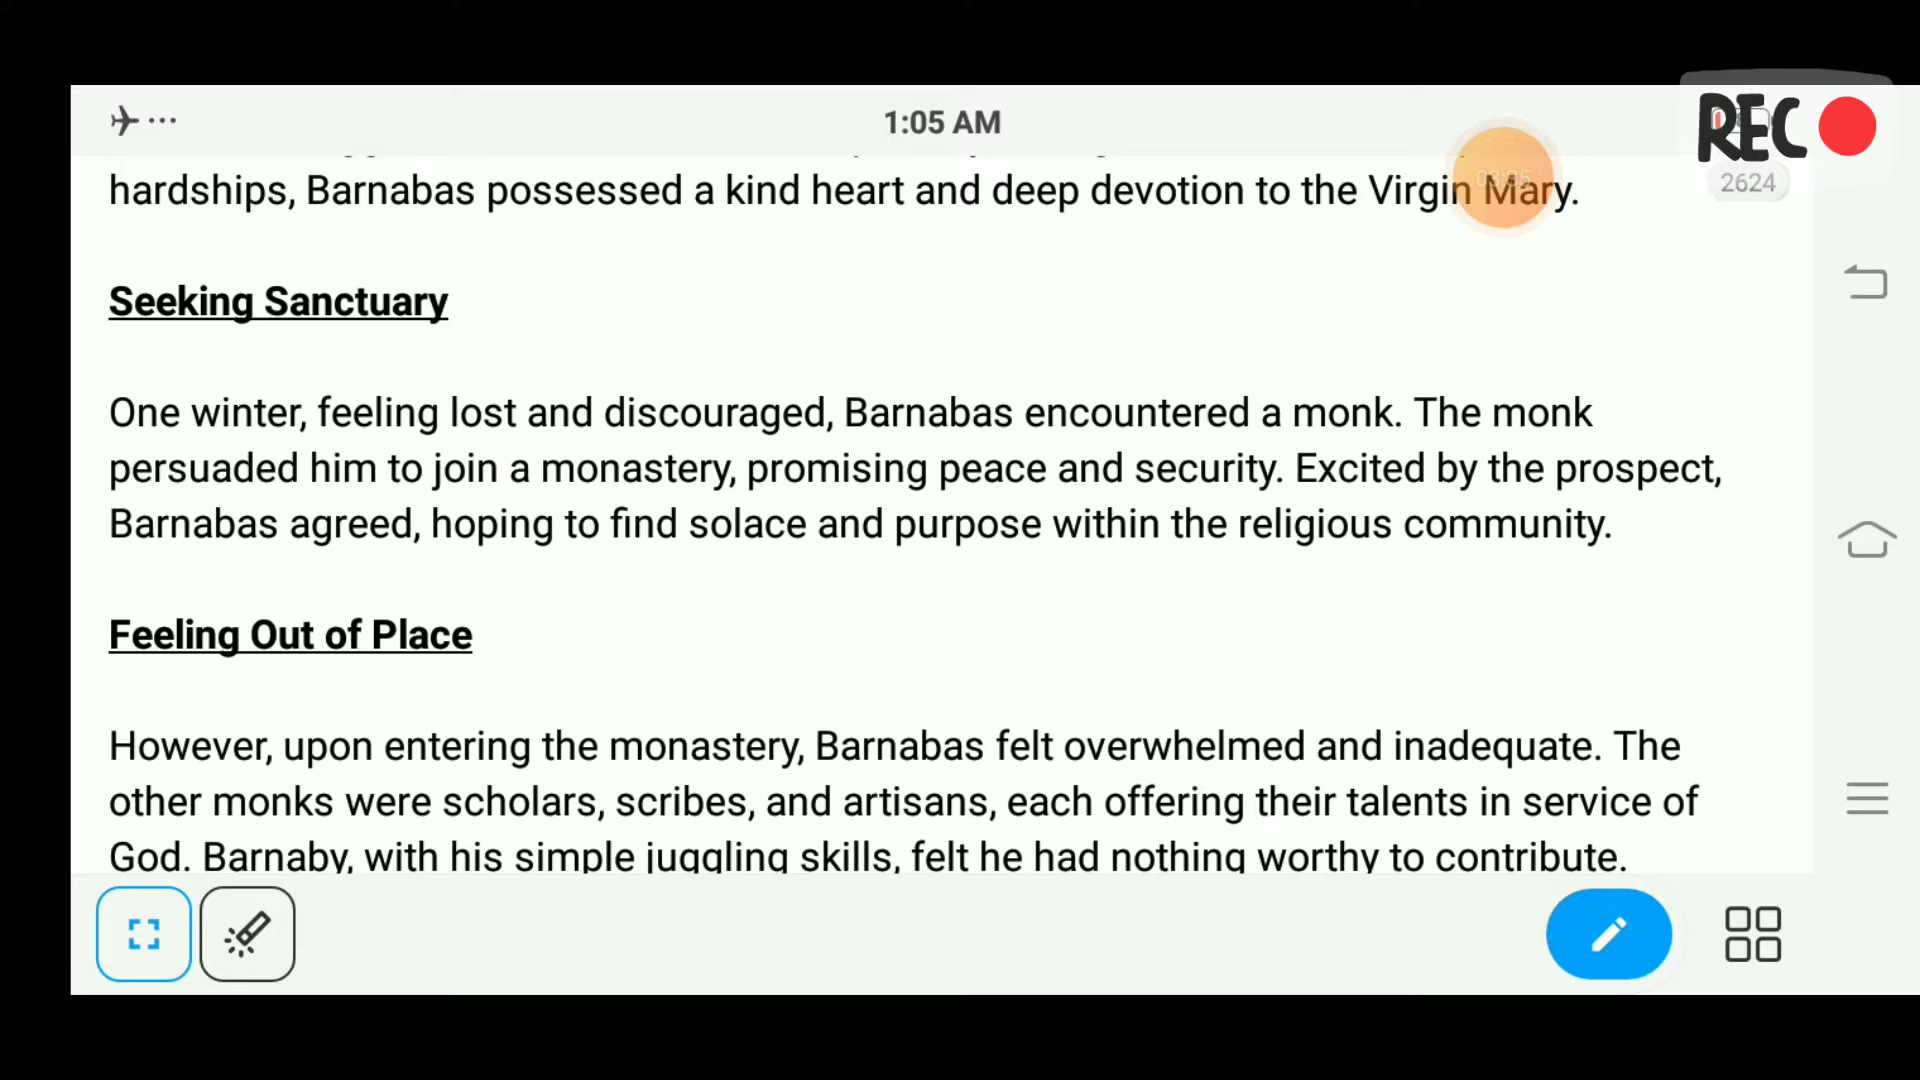 1:05 AM
REC
2624
hardships, Barnabas possessed a kind heart and deep devotion to the Virgin Mary.
Seeking Sanctuary
One winter, feeling lost and discouraged, Barnabas encountered a monk. The monk
persuaded him to join a monastery, promising peace and security. Excited by the prospect,
Barnabas agreed, hoping to find solace and purpose within the religious community.
Feeling Out of Place
However, upon entering the monastery, Barnabas felt overwhelmed and inadequate. The
other monks were scholars, scribes, and artisans, each offering their talents in service of
God. Barnaby, with his simple juggling skills, felt he had nothing worthy to contribute.